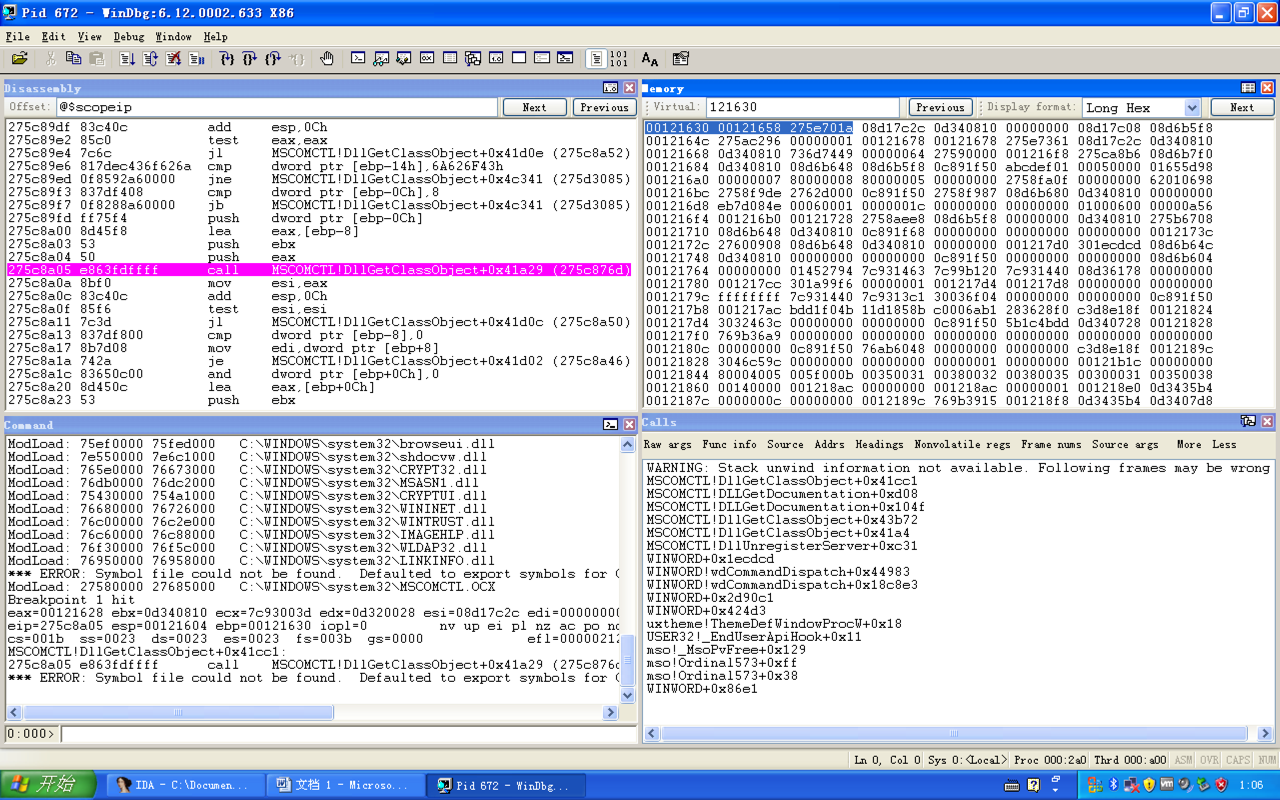 Pid 672 - WinDbg:6.12.0002.633 X86
File Edit View Debug Window Help
Disassembly
Offset: @$scopeip Next Previous
275c89df 83c40c add esp,0Ch
275c89e2 85c0 test eax,eax
275c89e4 7c6c jl MSCOMCTL!DllGetClassObject+0x41d0e (275c8a52)
275c89e6 817dec436f626a cmp dword ptr [ebp-14h],6A626F43h
275c89ed 0f8592a60000 jne MSCOMCTL!DllGetClassObject+0x4c341 (275d3085)
275c89f3 837df408 cmp dword ptr [ebp-0Ch],8
275c89f7 0f8288a60000 jb MSCOMCTL!DllGetClassObject+0x4c341 (275d3085)
275c89fd ff75f4 push dword ptr [ebp-0Ch]
275c8a00 8d45f8 lea eax,[ebp-8]
275c8a03 53 push ebx
275c8a04 50 push eax
275c8a05 e863fdffff call MSCOMCTL!DllGetClassObject+0x41a29 (275c876d)
275c8a0a 8bf0 mov esi,eax
275c8a0c 83c40c add esp,0Ch
275c8a0f 85f6 test esi,esi
275c8a11 7c3d jl MSCOMCTL!DllGetClassObject+0x41d0c (275c8a50)
275c8a13 837df800 cmp dword ptr [ebp-8],0
275c8a17 8b7d08 mov edi,dword ptr [ebp+8]
275c8a1a 742a je MSCOMCTL!DllGetClassObject+0x41d02 (275c8a46)
275c8a1c 83650c00 and dword ptr [ebp+0Ch],0
275c8a20 8d450c lea eax,[ebp+0Ch]
275c8a23 53 push ebx
Memory
Virtual: 121630 Previous Display format: Long Hex Next
00121630 00121658 275e701a 08d17c2c 0d340810 00000000 08d17c08 08d6b5f8
0012164c 275ac296 00000001 00121678 00121678 275e7361 08d17c2c 0d340810
00121668 0d340810 736d7449 00000064 27590000 001216f8 275ca8b6 08d6b7f0
00121684 0d340810 08d6b648 08d6b5f8 0c891f50 abcdef01 00050000 01655d98
001216a0 00000007 80000008 80000005 00000000 2758fa0f 00000000 62010698
001216bc 2758f9de 2762d000 0c891f50 2758f987 08d6b680 0d340810 00000000
001216d8 eb7d084e 00060001 0000001c 00000000 00000000 01000600 00000a56
001216f4 001216b0 00121728 2758aee8 08d6b5f8 00000000 0d340810 275b6708
00121710 08d6b648 0d340810 0c891f68 00000000 00000000 00000000 0012173c
0012172c 27600908 08d6b648 0d340810 00000000 001217d0 301ecdcd 08d6b64c
00121748 0d340810 00000000 00000000 00000000 0c891f50 00000000 08d6b604
00121764 00000000 01452794 7c931463 7c99b120 7c931440 08d36178 00000000
00121780 001217cc 301a99f6 00000001 001217d4 001217d8 00000000 00000000
0012179c ffffffff 7c931440 7c9313c1 30036f04 00000000 00000000 0c891f50
001217b8 001217ac bdd1f04b 11d1858b c0006ab1 283628f0 c3d8e18f 00121824
001217d4 3032463c 00000000 00000000 0c891f50 5b1c4bdd 0d340728 00121828
001217f0 769b36a9 00000000 00000000 00000000 00000000 00000000 00000000
0012180c 00000000 0c891f50 76ab6048 00000000 00000000 c3d8e18f 0012189c
00121828 3046c59c 00000000 00000000 00000001 00000000 00121b1c 00000000
00121844 80004005 005f000b 00350031 00380032 00380035 00300031 00350038
00121860 00140000 001218ac 00000000 001218ac 00000001 001218e0 0d3435b4
0012187c 0c000000 00000000 0012189c 769b3915 001218f8 0d3435b4 0d3407d8
Command
ModLoad: 75ef0000 75fed000 C:\WINDOWS\system32\browseui.dll
ModLoad: 7e550000 7e6c1000 C:\WINDOWS\system32\shdocvw.dll
ModLoad: 765e0000 76673000 C:\WINDOWS\system32\CRYPT32.dll
ModLoad: 76db0000 76dc2000 C:\WINDOWS\system32\MSASN1.dll
ModLoad: 75430000 754a1000 C:\WINDOWS\system32\CRYPTUI.dll
ModLoad: 76680000 76726000 C:\WINDOWS\system32\WININET.dll
ModLoad: 76c00000 76c2e000 C:\WINDOWS\system32\WINTRUST.dll
ModLoad: 76c60000 76c88000 C:\WINDOWS\system32\IMAGEHLP.dll
ModLoad: 76f30000 76f5c000 C:\WINDOWS\system32\WLDAP32.dll
ModLoad: 76950000 76958000 C:\WINDOWS\system32\LINKINFO.dll
*** ERROR: Symbol file could not be found. Defaulted to export symbols for
ModLoad: 27580000 27685000 C:\WINDOWS\system32\MSCOMCTL.OCX
Breakpoint 1 hit
eax=00121628 ebx=0d340810 ecx=7c93003d edx=0d320028 esi=08d17c2c edi=00000000
eip=275c8a05 esp=00121604 ebp=00121630 iopl=0 nv up ei pl nz ac po nc
cs=001b ss=0023 ds=0023 es=0023 fs=003b gs=0000 efl=00000212
MSCOMCTL!DllGetClassObject+0x41cc1:
275c8a05 e863fdffff call MSCOMCTL!DllGetClassObject+0x41a29 (275c876d
*** ERROR: Symbol file could not be found. Defaulted to export symbols for
0:000>
Calls
Raw args Func info Source Addrs Headings Nonvolatile regs Frame nums Source args More Less
WARNING: Stack unwind information not available. Following frames may be wrong
MSCOMCTL!DllGetClassObject+0x41cc1
MSCOMCTL!DLLGetDocumentation+0xd08
MSCOMCTL!DLLGetDocumentation+0x104f
MSCOMCTL!DllGetClassObject+0x43b72
MSCOMCTL!DllGetClassObject+0x41a4
MSCOMCTL!DllUnregisterServer+0xc31
WINWORD+0x1ecdcd
WINWORD!wdCommandDispatch+0x44983
WINWORD!wdCommandDispatch+0x18c8e3
WINWORD+0x2d90c1
WINWORD+0x424d3
uxtheme!ThemeDefWindowProcW+0x18
USER32!_EndUserApiHook+0x11
mso!_MsoPvFree+0x129
mso!Ordinal573+0xff
mso!Ordinal573+0x38
WINWORD+0x86e1
Ln 0, Col 0 Sys 0:<Local> Proc 000:2a0 Thrd 000:a00 ASM OVR CAPS NUM
开始 IDA - C:\Documen... 文档 1 - Microso... Pid 672 - WinDbg... 1:06